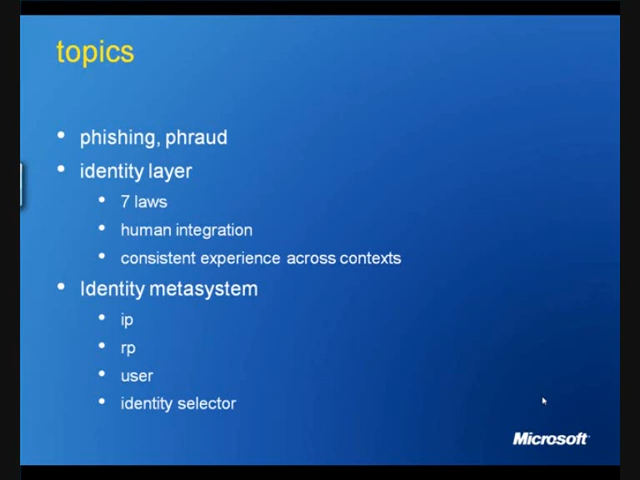 topics
• phishing, phraud
• identity layer
• 7 laws
• human integration
• consistent experience across contexts
• Identity metasystem
• ip
• rp
• user
• identity selector
Microsoft